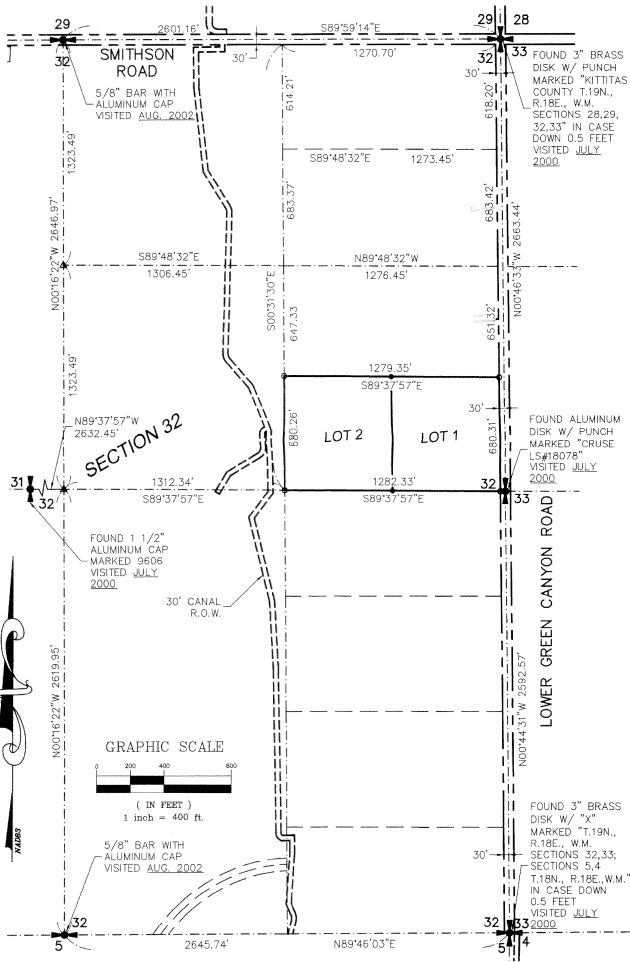 29
2601.16'
S89°59'14"E
29
28
32
SMITHSON
ROAD
30'
1270.70'
32
33
5/8" BAR WITH
ALUMINUM CAP
VISITED AUG. 2002
30'
FOUND 3" BRASS
DISK W/ PUNCH
MARKED "KITTITAS
COUNTY T.19N.,
R.18E., W.M.
SECTIONS 28,29,
32,33" IN CASE
DOWN 0.5 FEET
VISITED JULY
2000
614.21'
618.20'
1323.49'
S89°48'32"E
1273.45'
683.37'
683.42'
N00°16'22"W 2646.97'
N00°46'33"W 2663.44'
S89°48'32"E
1306.45'
N89°48'32"W
1276.45'
S00°31'30"E
647.33
651.32'
1323.49'
1279.35'
S89°37'57"E
30'
N89°37'57"W
2632.45'
SECTION 32
680.26'
LOT 2
LOT 1
680.31'
FOUND ALUMINUM
DISK W/ PUNCH
MARKED "CRUSE
LS#18078"
VISITED JULY
2000
31
32
1312.34'
S89°37'57"E
1282.33'
S89°37'57"E
32
33
FOUND 1 1/2"
ALUMINUM CAP
MARKED 9606
VISITED JULY
2000
30' CANAL
R.O.W.
LOWER GREEN CANYON ROAD
N00°16'22"W 2619.95'
N00°44'31"W 2592.57'
GRAPHIC SCALE
0 200 400 800
( IN FEET )
1 inch = 400 ft.
NAD83
5/8" BAR WITH
ALUMINUM CAP
VISITED AUG. 2002
30'
FOUND 3" BRASS
DISK W/ "X"
MARKED "T.19N.,
R.18E., W.M.
SECTIONS 32,33;
SECTIONS 5,4
T.18N., R.18E.,W.M."
IN CASE DOWN
0.5 FEET
VISITED JULY
2000
32
5
2645.74'
N89°46'03"E
32
33
5
4